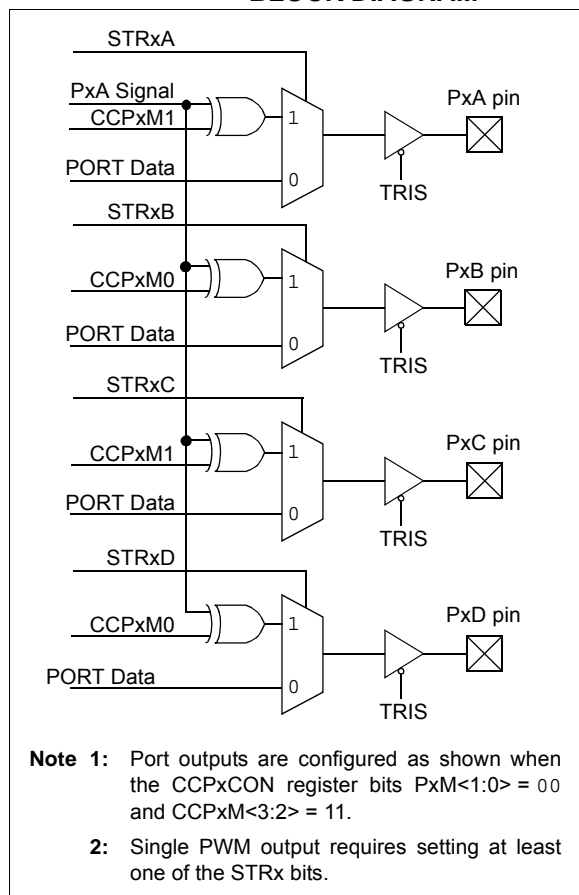 STRxA
PxA Signal
CCPxM1
1
PxA pin
PORT Data
0
TRIS
STRxB
CCPxM0
1
PxB pin
PORT Data
0
TRIS
STRxC
CCPxM1
1
PxC pin
PORT Data
0
TRIS
STRxD
CCPxM0
1
PxD pin
PORT Data
0
TRIS
Note 1: Port outputs are configured as shown when
the CCPxCON register bits PxM<1:0> = 00
and CCPxM<3:2> = 11.
2: Single PWM output requires setting at least
one of the STRx bits.